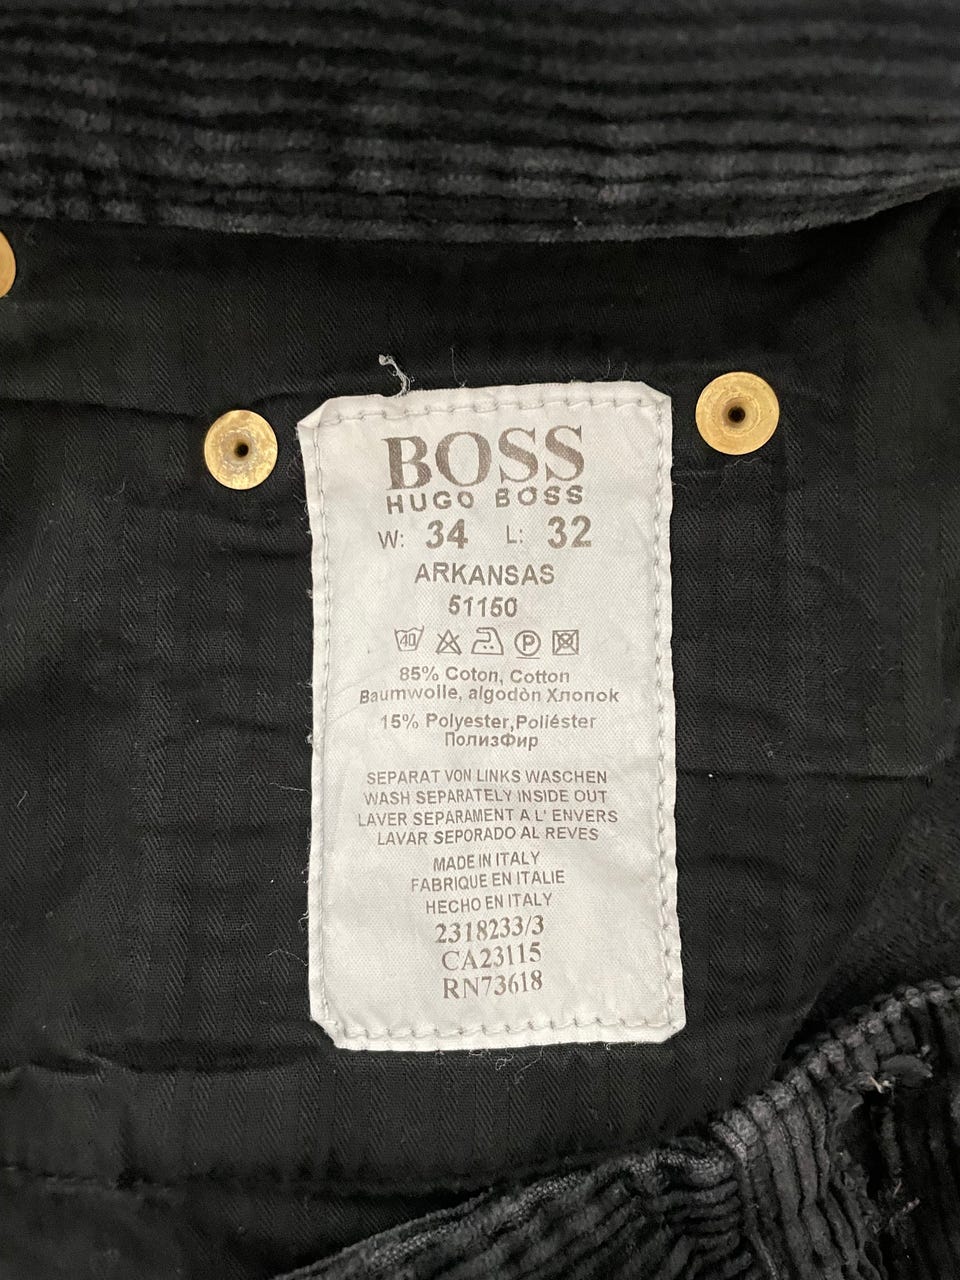 BOSS
HUGO BOSS
W: 34 L: 32
ARKANSAS
51150
40 P
85% Coton, Cotton
Baumwolle, algodòn Хлопок
15% Polyester,Poliéster
ПолизФир
SEPARAT VON LINKS WASCHEN
WASH SEPARATELY INSIDE OUT
LAVER SEPARAMENT A L' ENVERS
LAVAR SEPORADO AL REVES
MADE IN ITALY
FABRIQUE EN ITALIE
HECHO EN ITALY
2318233/3
CA23115
RN73618